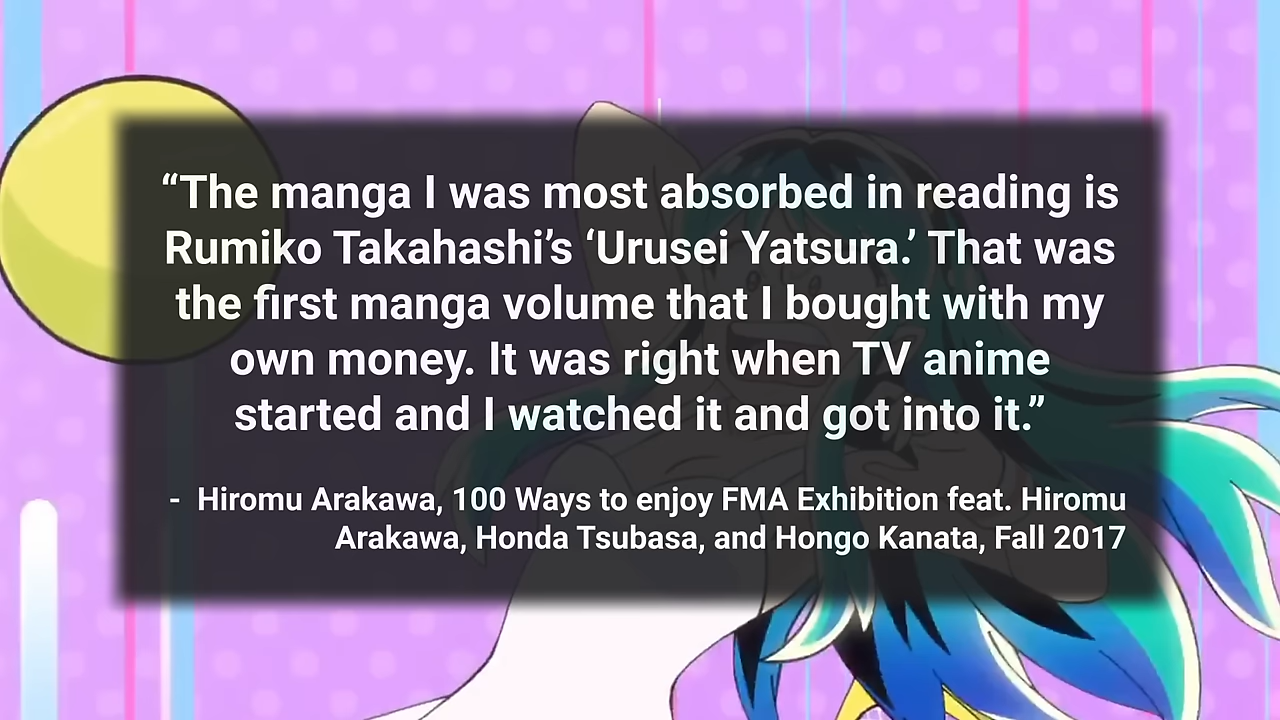 “The manga I was most absorbed in reading is
Rumiko Takahashi’s ‘Urusei Yatsura.’ That was
the first manga volume that I bought with my
own money. It was right when TV anime
started and I watched it and got into it.”
- Hiromu Arakawa, 100 Ways to enjoy FMA Exhibition feat. Hiromu
Arakawa, Honda Tsubasa, and Hongo Kanata, Fall 2017